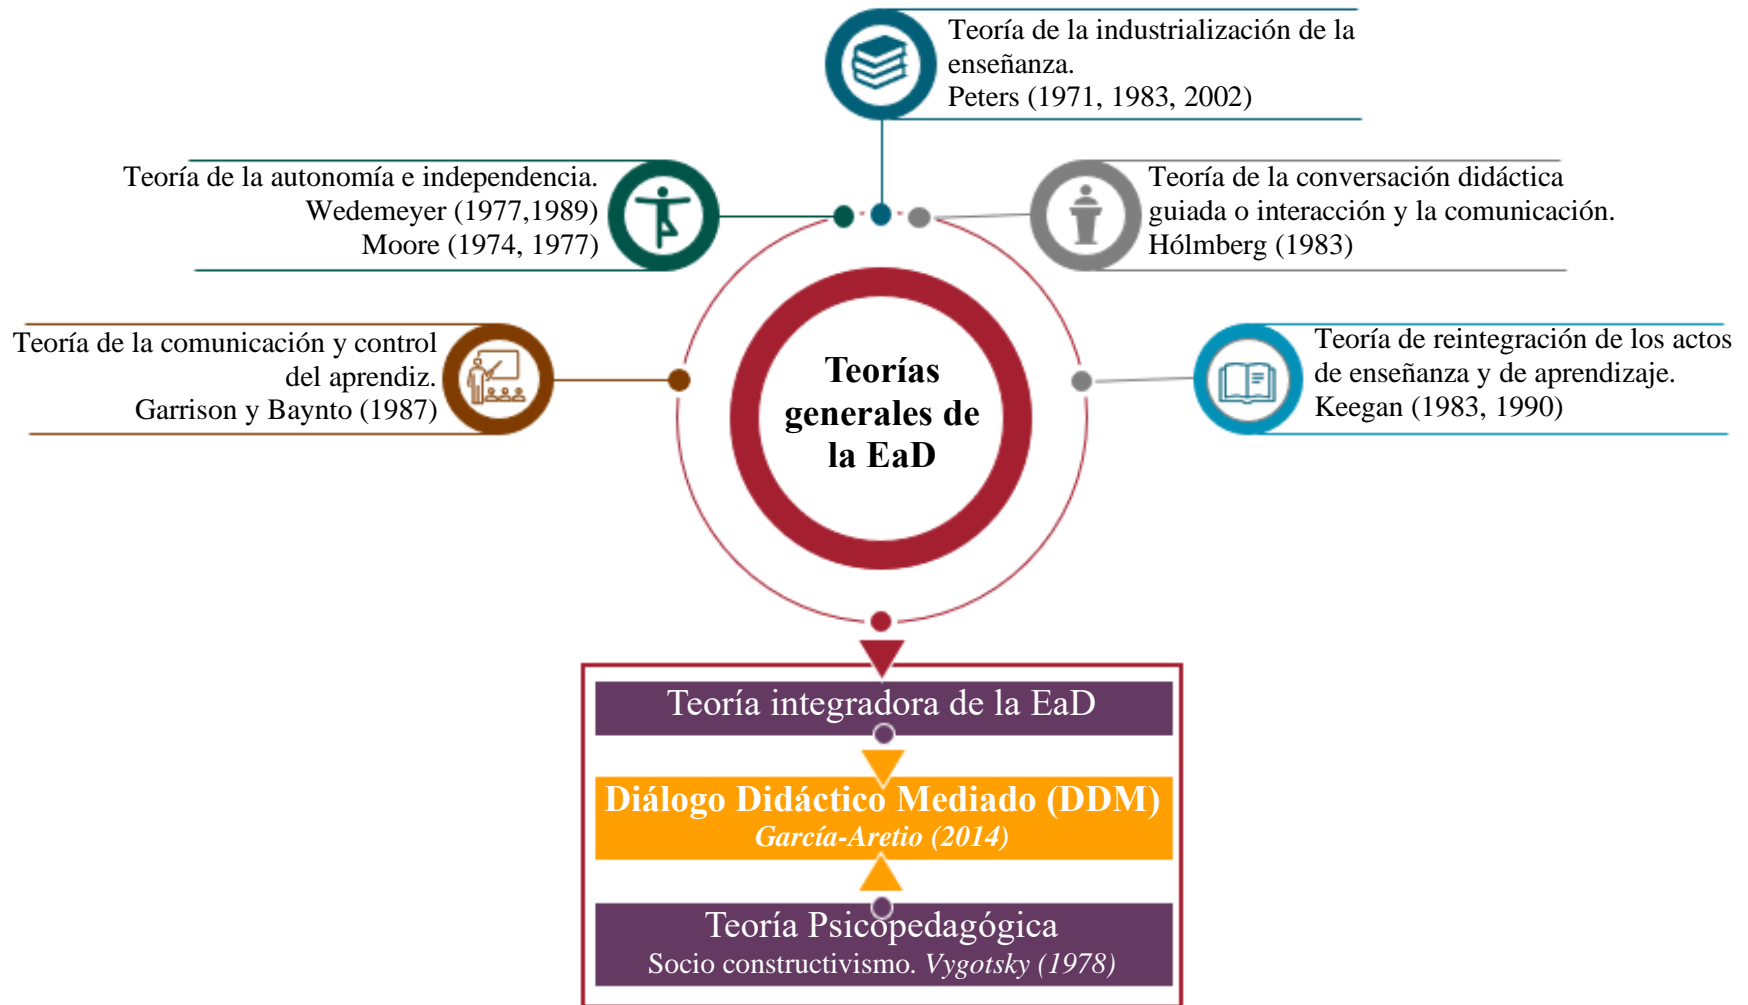 Teoría de la industrialización de la
enseñanza.
Peters (1971, 1983, 2002)
Teoría de la autonomía e independencia.
Wedemeyer (1977,1989)
Moore (1974, 1977)
Teoría de la conversación didáctica
guiada o interacción y la comunicación.
Hólmberg (1983)
Teoría de la comunicación y control
del aprendiz.
Garrison y Baynto (1987)
Teoría de reintegración de los actos
de enseñanza y de aprendizaje.
Keegan (1983, 1990)
Teorías
generales de
la EaD
Teoría integradora de la EaD
Diálogo Didáctico Mediado (DDM)
García-Aretio (2014)
Teoría Psicopedagógica
Socio constructivismo. Vygotsky (1978)